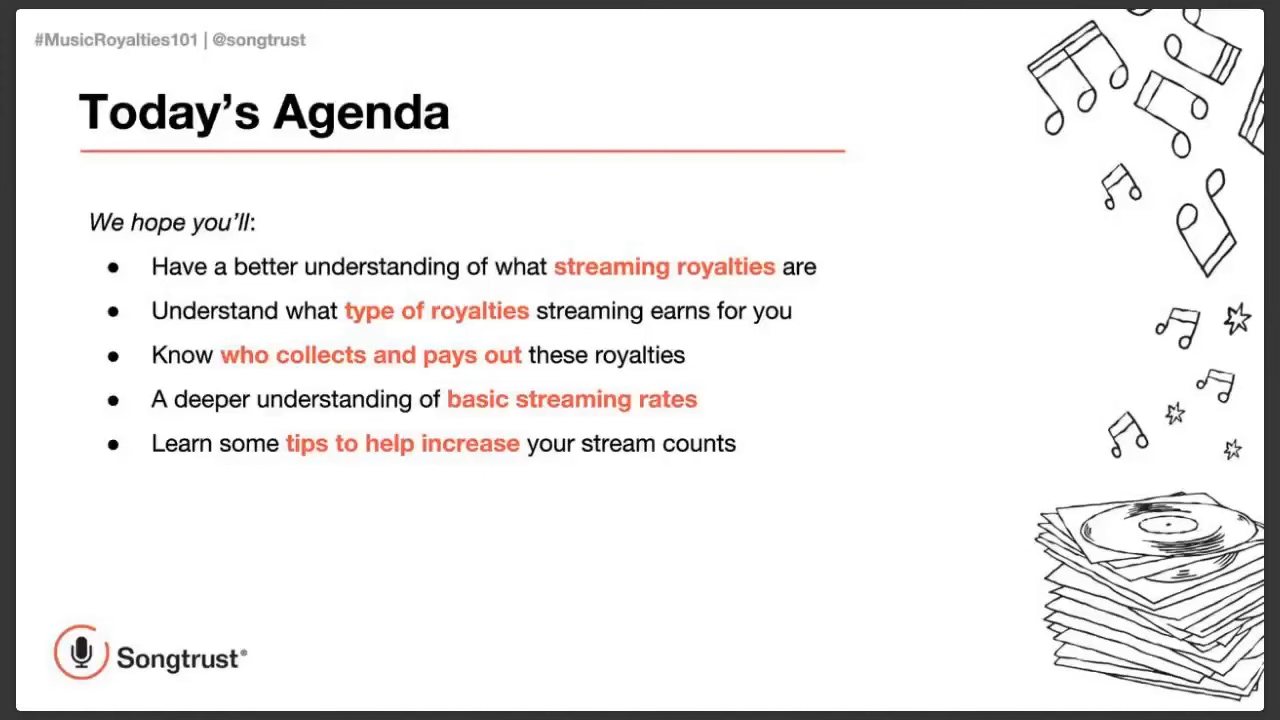 #MusicRoyalties101 | @songtrust
Today’s Agenda
We hope you’ll:
● Have a better understanding of what streaming royalties are
● Understand what type of royalties streaming earns for you
● Know who collects and pays out these royalties
● A deeper understanding of basic streaming rates
● Learn some tips to help increase your stream counts
Songtrust®